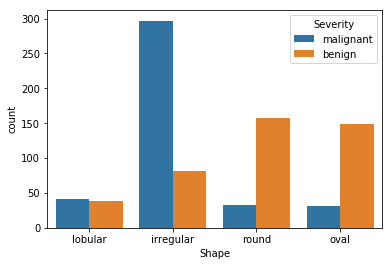 Severity
malignant
benign
300
250
200
150
100
50
0
count
lobular irregular round oval
Shape